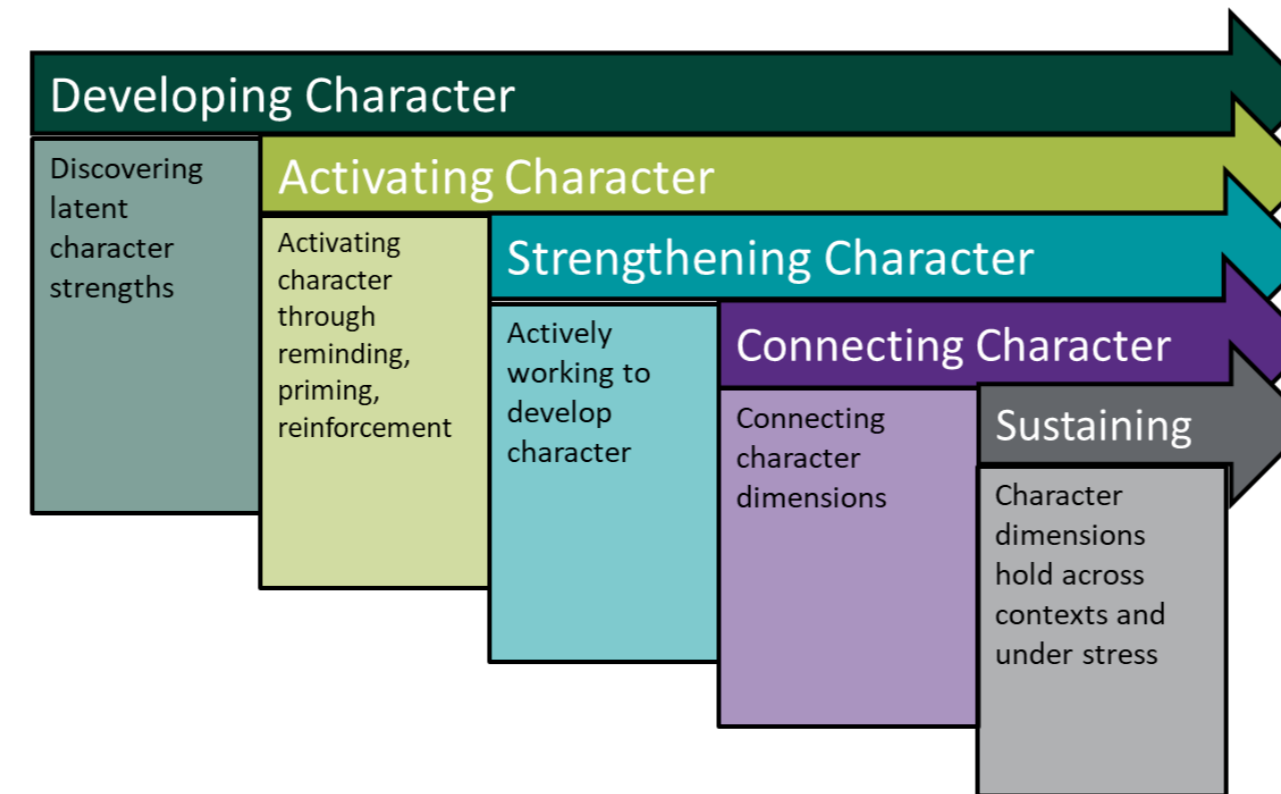 Developing Character
Discovering
latent
character
strengths
Activating Character
Activating
character
through
reminding,
priming,
reinforcement
Strengthening Character
Actively
working to
develop
character
Connecting Character
Connecting
character
dimensions
Sustaining
Character
dimensions
hold across
contexts and
under stress